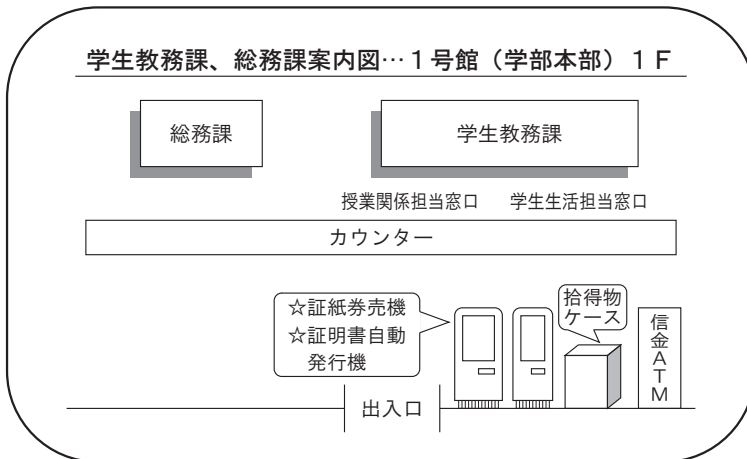 学生教務課、総務課案内図…１号館（学部本部）１Ｆ
総務課
学生教務課
授業関係担当窓口
学生生活担当窓口
カウンター
☆証紙券売機
☆証明書自動
発行機
拾得物
ケース
信金ＡＴＭ
出入口